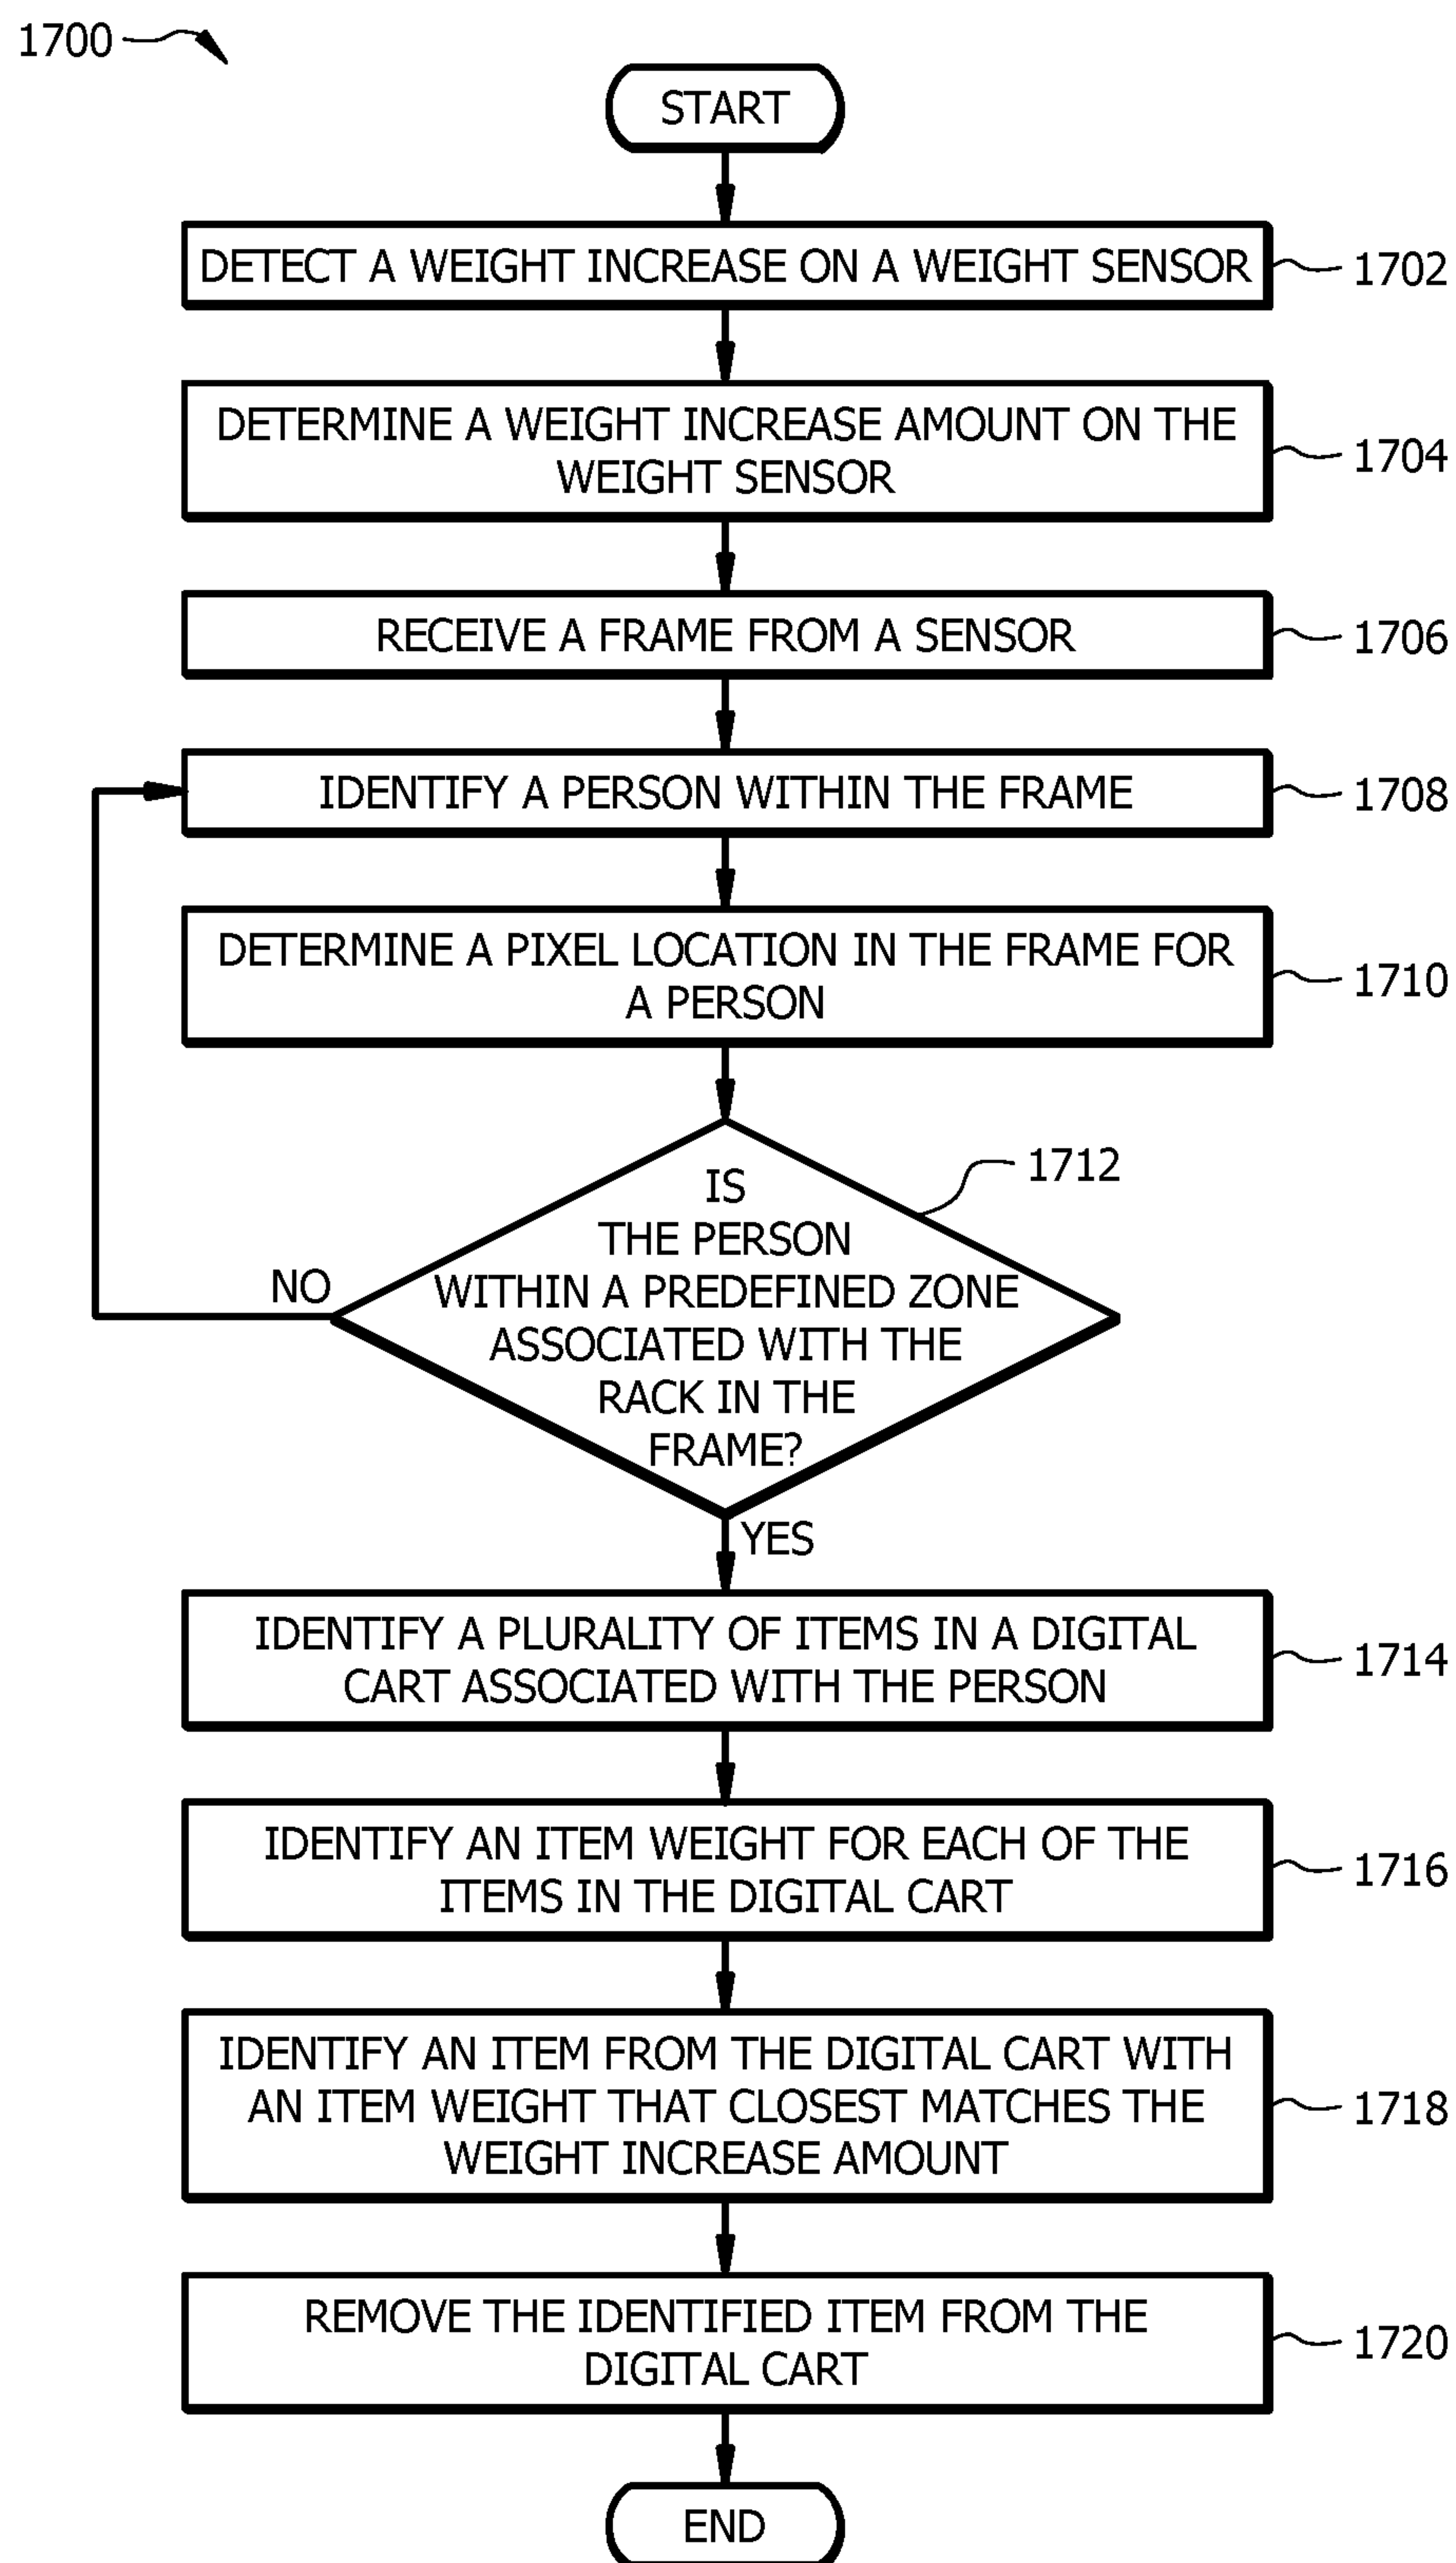 1700
START
DETECT A WEIGHT INCREASE ON A WEIGHT SENSOR
1702
DETERMINE A WEIGHT INCREASE AMOUNT ON THE
WEIGHT SENSOR
1704
RECEIVE A FRAME FROM A SENSOR
1706
IDENTIFY A PERSON WITHIN THE FRAME
1708
DETERMINE A PIXEL LOCATION IN THE FRAME FOR
A PERSON
1710
IS
THE PERSON
WITHIN A PREDEFINED ZONE
ASSOCIATED WITH THE
RACK IN THE
FRAME?
1712
NO
YES
IDENTIFY A PLURALITY OF ITEMS IN A DIGITAL
CART ASSOCIATED WITH THE PERSON
1714
IDENTIFY AN ITEM WEIGHT FOR EACH OF THE
ITEMS IN THE DIGITAL CART
1716
IDENTIFY AN ITEM FROM THE DIGITAL CART WITH
AN ITEM WEIGHT THAT CLOSEST MATCHES THE
WEIGHT INCREASE AMOUNT
1718
REMOVE THE IDENTIFIED ITEM FROM THE
DIGITAL CART
1720
END